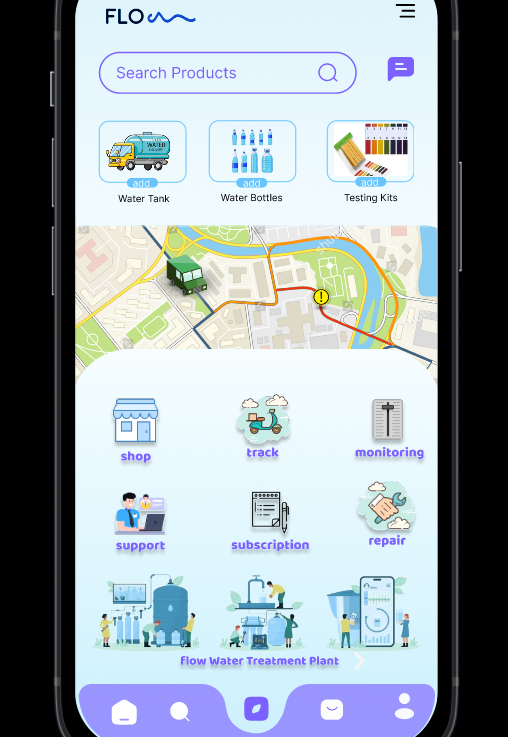 FLO
Search Products
WATER
add
add
add
Water Tank
Water Bottles
Testing Kits
!
shop
track
monitoring
support
subscription
repair
flow Water Treatment Plant